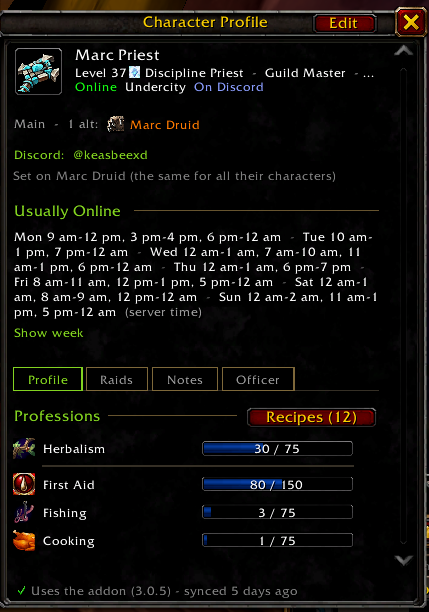 Character Profile
Edit
Marc Priest
Level 37 Discipline Priest - Guild Master - ...
Online Undercity On Discord
Main - 1 alt: Marc Druid
Discord: @keasbeexd
Set on Marc Druid (the same for all their characters)
Usually Online
Mon 9 am-12 pm, 3 pm-4 pm, 6 pm-12 am - Tue 10 am-
1 pm, 7 pm-12 am - Wed 12 am-1 am, 7 am-10 am, 11
am-1 pm, 6 pm-12 am - Thu 12 am-1 am, 6 pm-7 pm -
Fri 8 am-11 am, 12 pm-1 pm, 5 pm-12 am - Sat 12 am-1
am, 8 am-9 am, 12 pm-12 am - Sun 12 am-2 am, 11 am-1
pm, 5 pm-12 am (server time)
Show week
Profile Raids Notes Officer
Professions Recipes (12)
Herbalism 30 / 75
First Aid 80 / 150
Fishing 3 / 75
Cooking 1 / 75
✓ Uses the addon (3.0.5) - synced 5 days ago